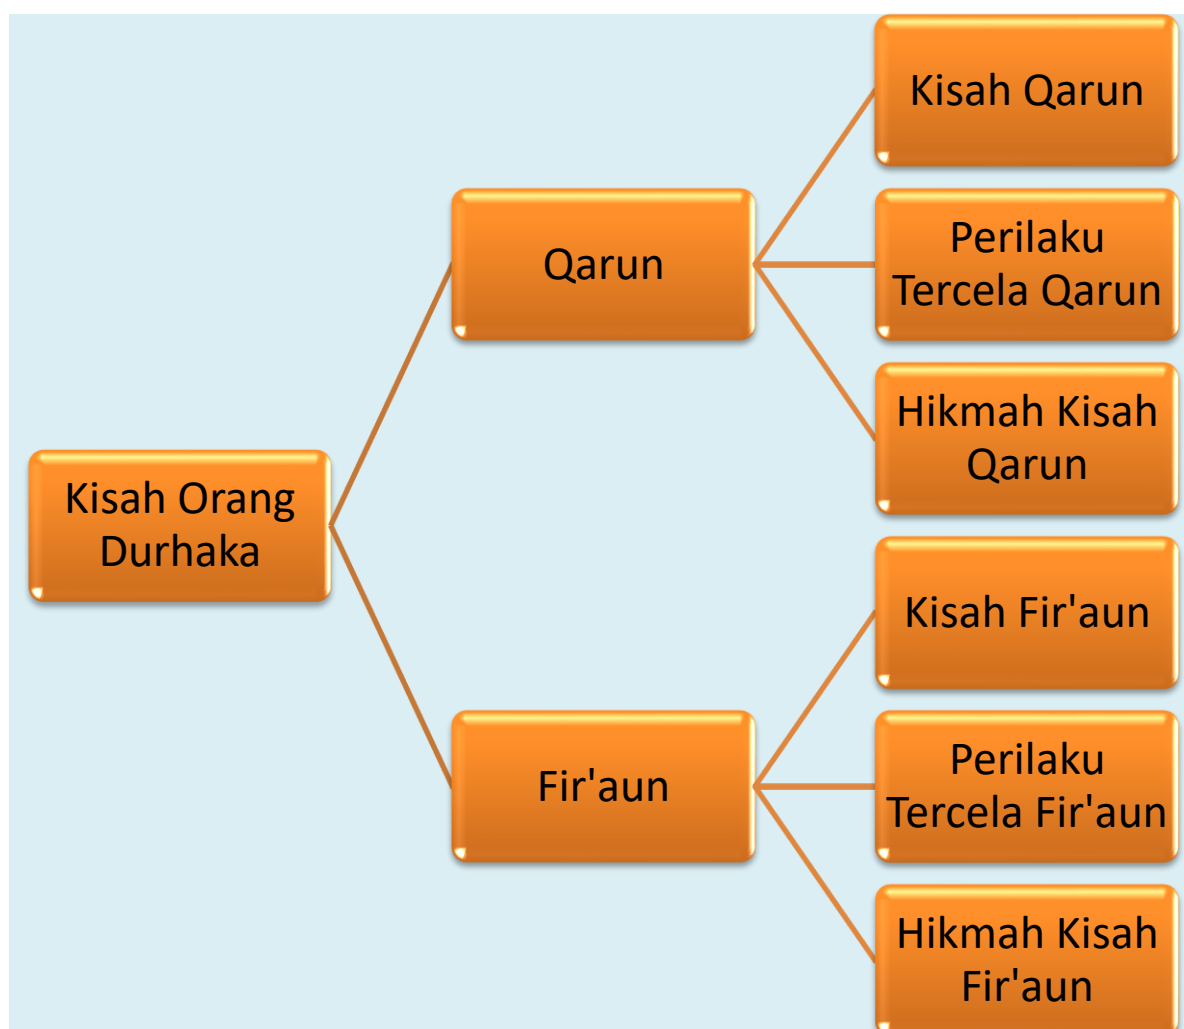 Kisah Orang
Durhaka
Qarun
Kisah Qarun
Perilaku
Tercela Qarun
Hikmah Kisah
Qarun
Fir'aun
Kisah Fir'aun
Perilaku
Tercela Fir'aun
Hikmah Kisah
Fir'aun